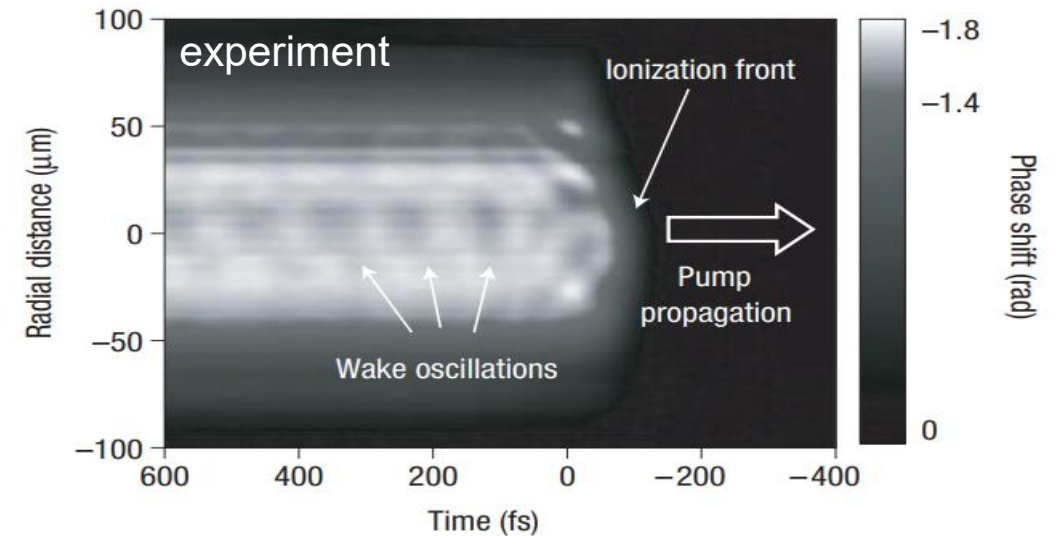 experiment
Ionization front
Pump
propagation
Wake oscillations
100
50
0
−50
−100
Radial distance (μm)
600
400
200
0
−200
−400
Time (fs)
−1.8
−1.4
0
Phase shift (rad)